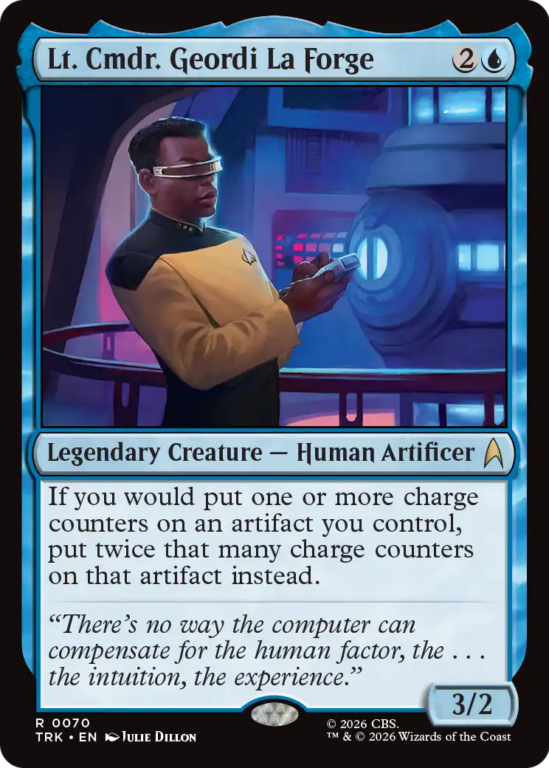 Lt. Cmdr. Geordi La Forge 2
Legendary Creature — Human Artificer
If you would put one or more charge
counters on an artifact you control,
put twice that many charge counters
on that artifact instead.
“There’s no way the computer can
compensate for the human factor, the . . .
the intuition, the experience.”
3/2
R 0070
TRK • EN JULIE DILLON
© 2026 CBS.
™ & © 2026 Wizards of the Coast